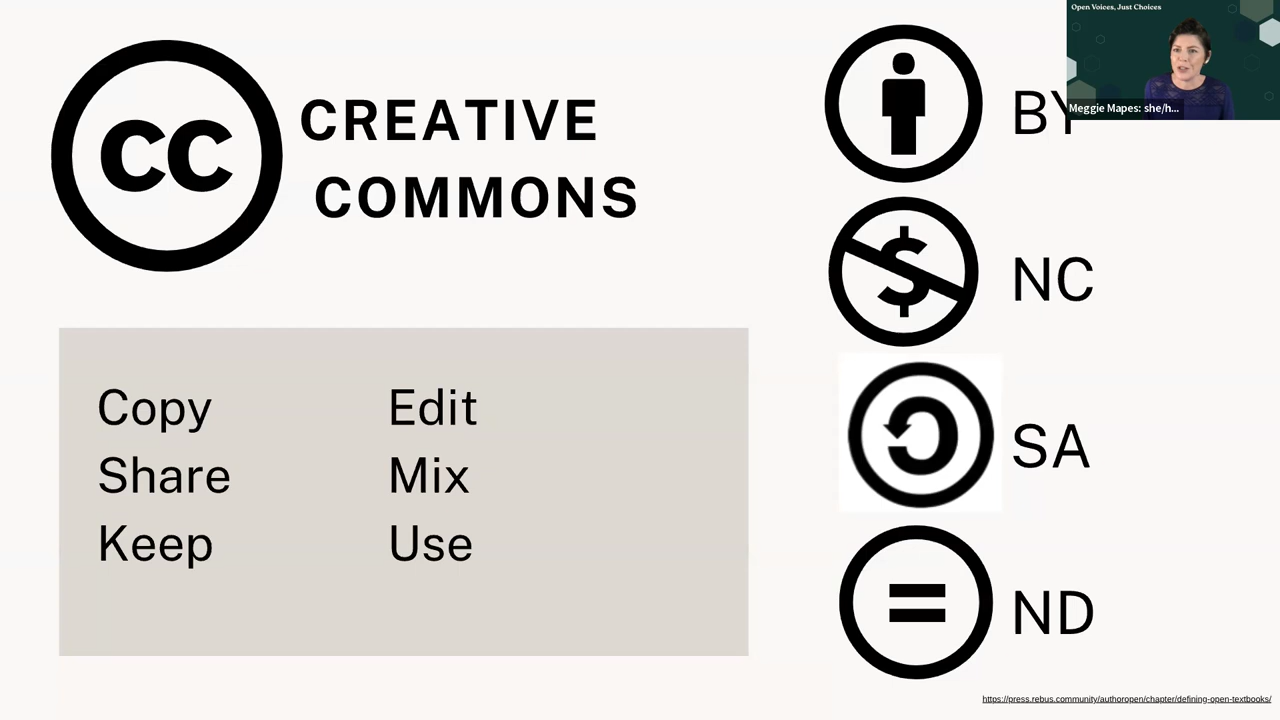 cc
CREATIVE
COMMONS
Copy
Share
Keep
Edit
Mix
Use
BY
NC
SA
ND
Open Voices, Just Choices
Meggie Mapes: she/h...
https://press.rebus.community/authoropen/chapter/defining-open-textbooks/